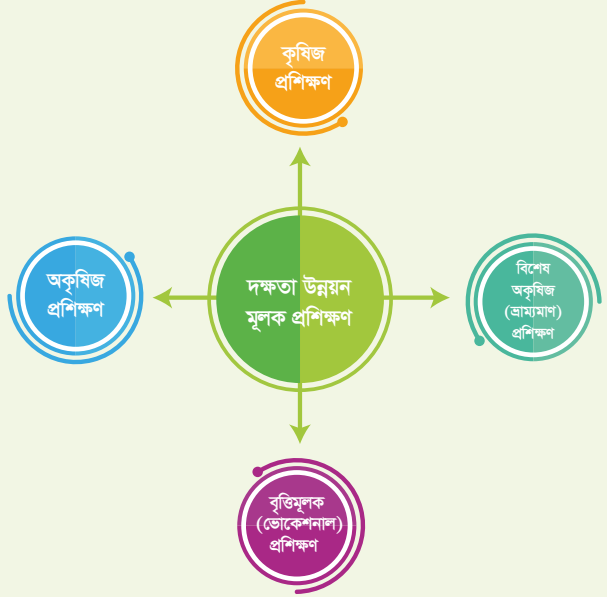 কৃষিজ
প্রশিক্ষণ
অকৃষিজ
প্রশিক্ষণ
দক্ষতা উন্নয়ন
মূলক প্রশিক্ষণ
বিশেষ
অকৃষিজ
(ভ্রাম্যমাণ)
প্রশিক্ষণ
বৃত্তিমূলক
(ভোকেশনাল)
প্রশিক্ষণ